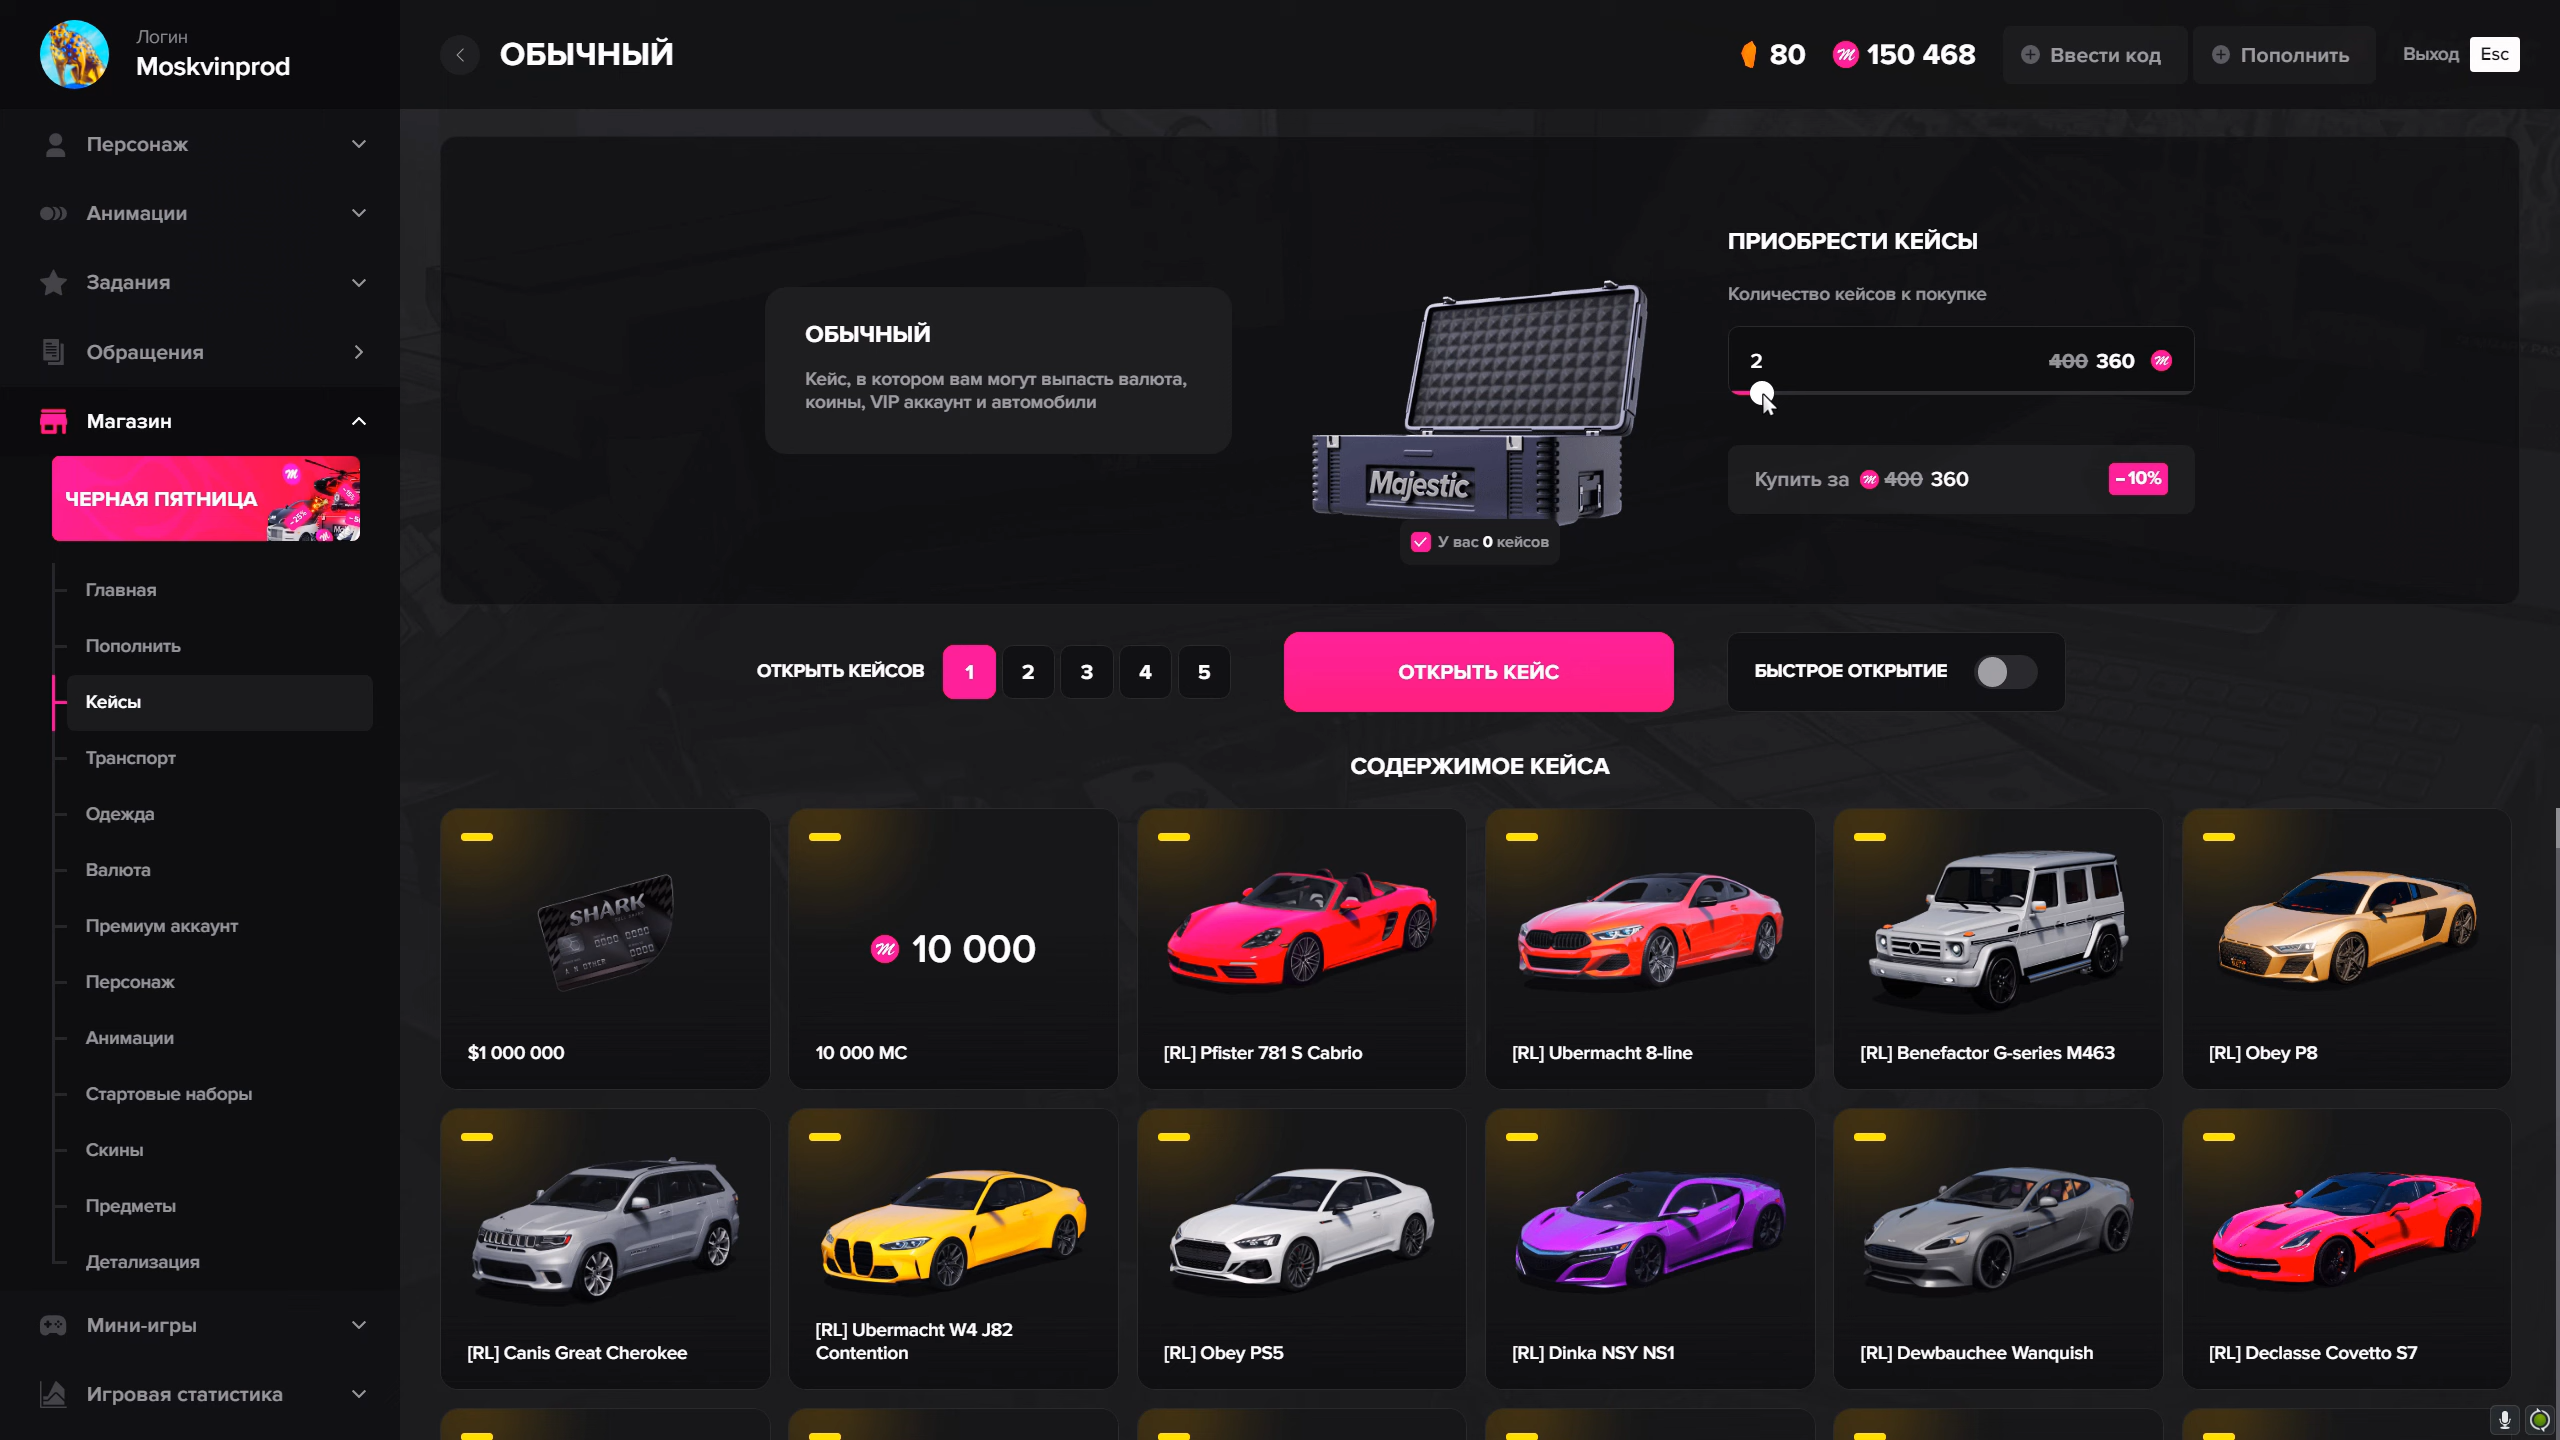 Логин
Moskvinprod
ОБЫЧНЫЙ
80
150 468
Ввести код
Пополнить
Выход
Esc
Персонаж
Анимации
Задания
Обращения
Магазин
ЧЕРНАЯ ПЯТНИЦА
-25%
Главная
Пополнить
Кейсы
Транспорт
Одежда
Валюта
Премиум аккаунт
Персонаж
Анимации
Стартовые наборы
Скины
Предметы
Детализация
Мини-игры
Игровая статистика
ОБЫЧНЫЙ
Кейс, в котором вам могут выпасть валюта,
коины, VIP аккаунт и автомобили
Majestic
У вас 0 кейсов
ПРИОБРЕСТИ КЕЙСЫ
Количество кейсов к покупке
2
400 360
Купить за 400 360
– 10%
ОТКРЫТЬ КЕЙСОВ
1
2
3
4
5
ОТКРЫТЬ КЕЙС
БЫСТРОЕ ОТКРЫТИЕ
СОДЕРЖИМОЕ КЕЙСА
SHARK
0000 0000
0000
A N OTHER
$1 000 000
10 000
10 000 MC
[RL] Pfister 781 S Cabrio
[RL] Ubermacht 8-line
[RL] Benefactor G-series M463
[RL] Obey P8
[RL] Canis Great Cherokee
[RL] Ubermacht W4 J82
Contention
[RL] Obey PS5
[RL] Dinka NSY NS1
[RL] Dewbauchee Wanquish
[RL] Declasse Covetto S7